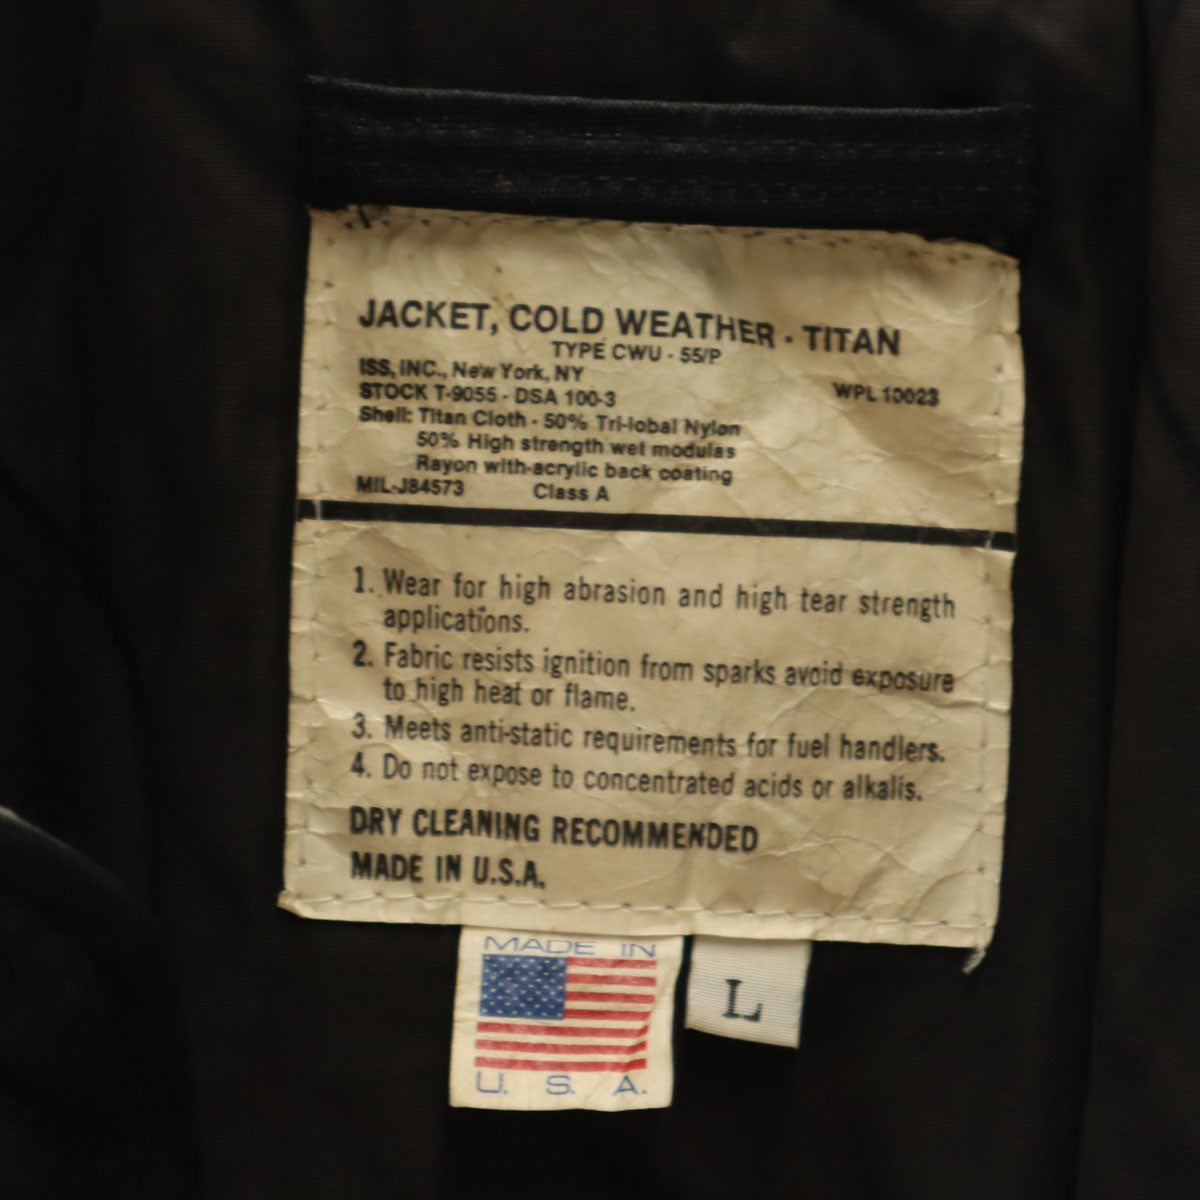 JACKET, COLD WEATHER - TITAN
TYPE CWU - 55/P
ISS, INC., New York, NY
STOCK T-9055 - DSA 100-3 WPL 10023
Shell: Titan Cloth - 50% Tri-lobal Nylon
50% High strength wet modulas
Rayon with-acrylic back coating
MIL-J84573 Class A
1. Wear for high abrasion and high tear strength
applications.
2. Fabric resists ignition from sparks avoid exposure
to high heat or flame.
3. Meets anti-static requirements for fuel handlers.
4. Do not expose to concentrated acids or alkalis.
DRY CLEANING RECOMMENDED
MADE IN U.S.A.
MADE IN
U. S. A.
L